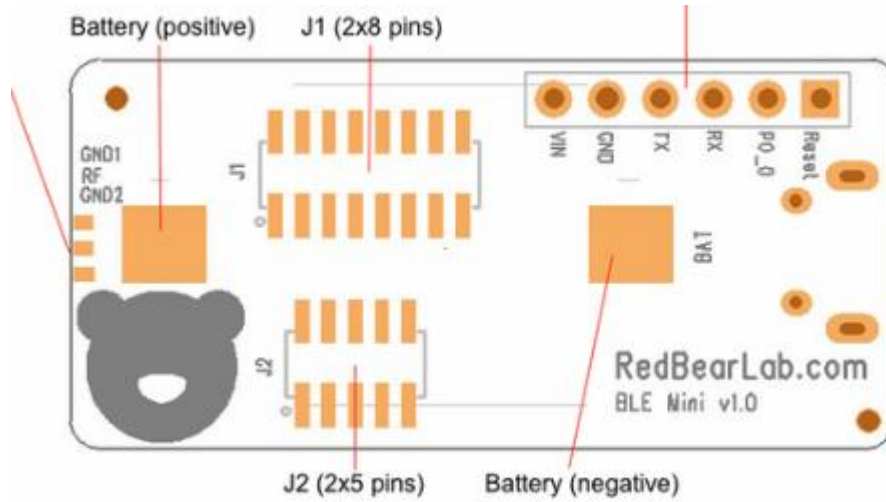 Battery (positive)
J1 (2x8 pins)
VIN
GND
TX
RX
P0_0
Reset
GND1
RF
GND2
J1
BAT
J2
RedBearLab.com
BLE Mini v1.0
J2 (2x5 pins)
Battery (negative)